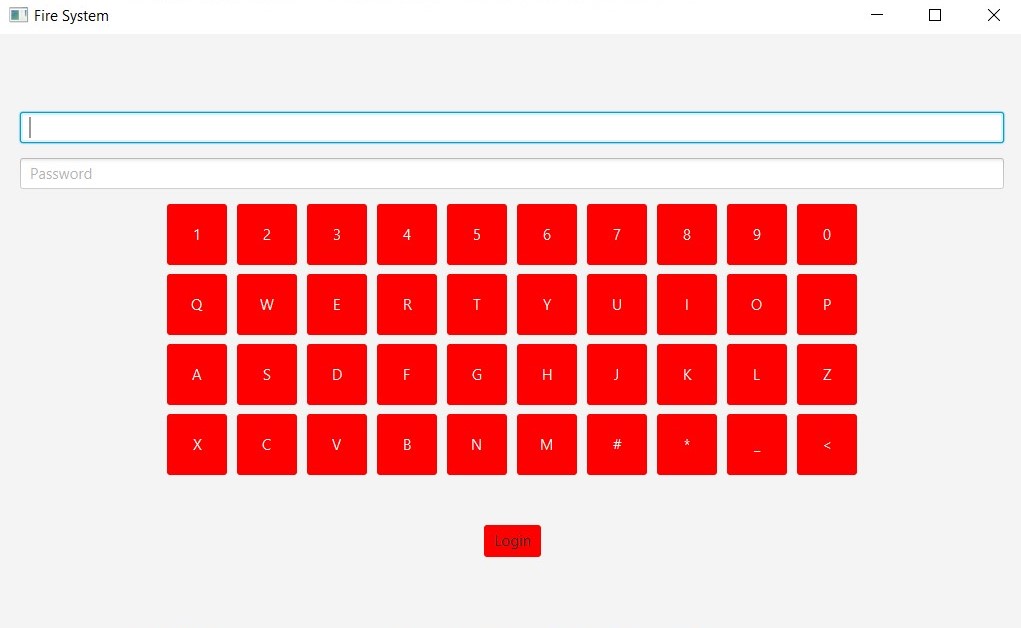 Fire System
Password
1 2 3 4 5 6 7 8 9 0
Q W E R T Y U I O P
A S D F G H J K L Z
X C V B N M # * _ <
Login